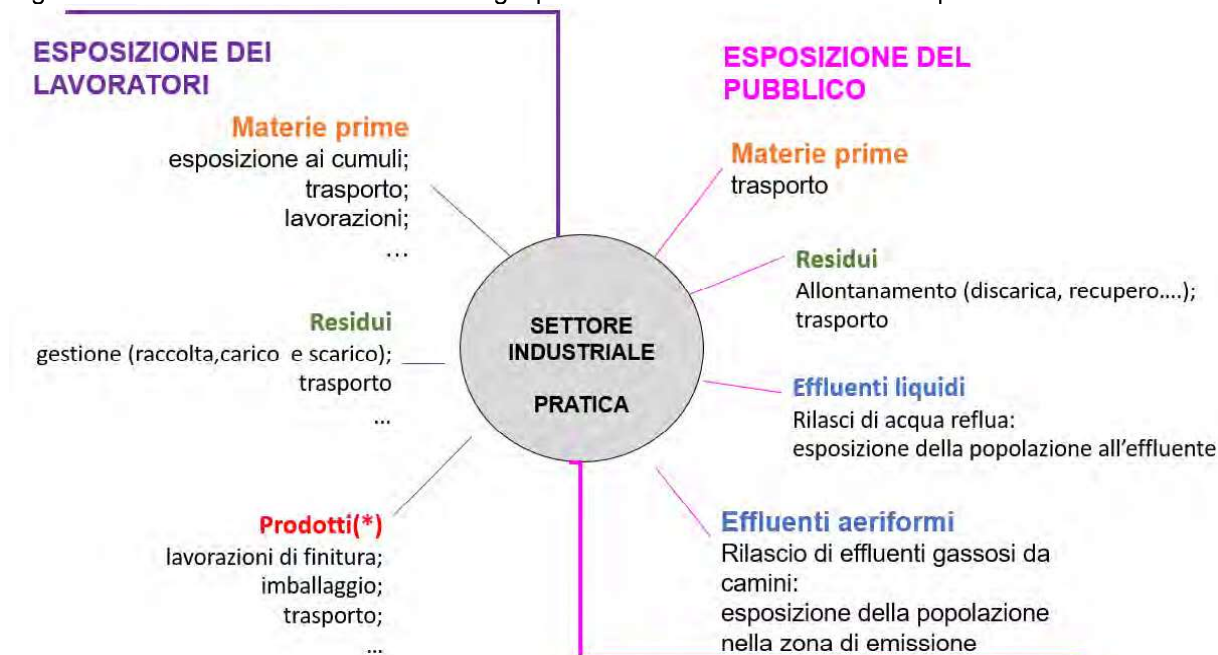 ESPOSIZIONE DEI
LAVORATORI
Materie prime
esposizione ai cumuli;
trasporto;
lavorazioni;
...
Residui
gestione (raccolta,carico e scarico);
trasporto
...
Prodotti(*)
lavorazioni di finitura;
imballaggio;
trasporto;
...
SETTORE
INDUSTRIALE
PRATICA
ESPOSIZIONE DEL
PUBBLICO
Materie prime
trasporto
Residui
Allontanamento (discarica, recupero....);
trasporto
Effluenti liquidi
Rilasci di acqua reflua:
esposizione della popolazione all'effluente
Effluenti aeriformi
Rilascio di effluenti gassosi da
camini:
esposizione della popolazione
nella zona di emissione